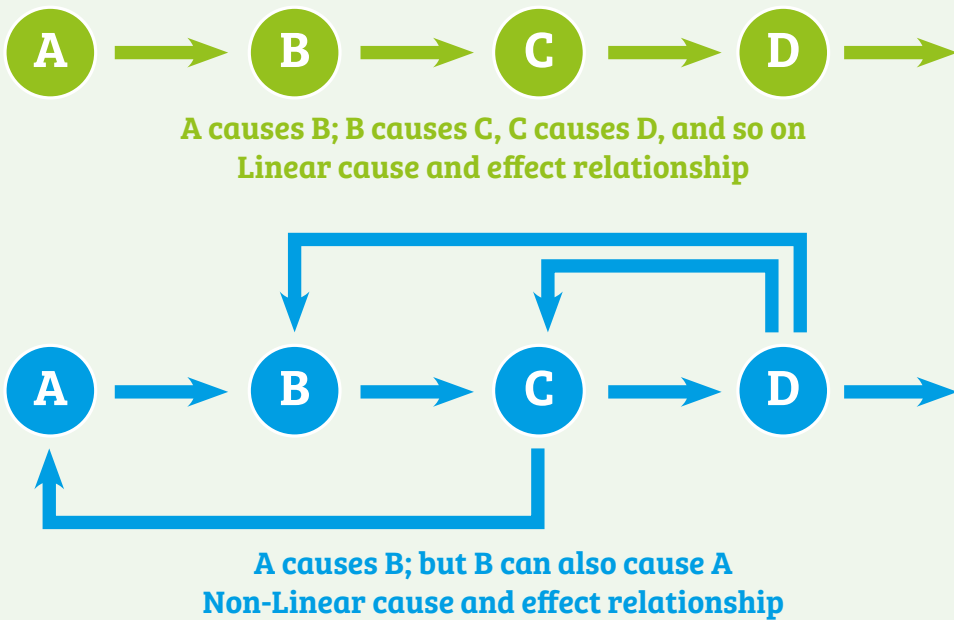 A B C D
A causes B; B causes C, C causes D, and so on
Linear cause and effect relationship
A B C D
A causes B; but B can also cause A
Non-Linear cause and effect relationship